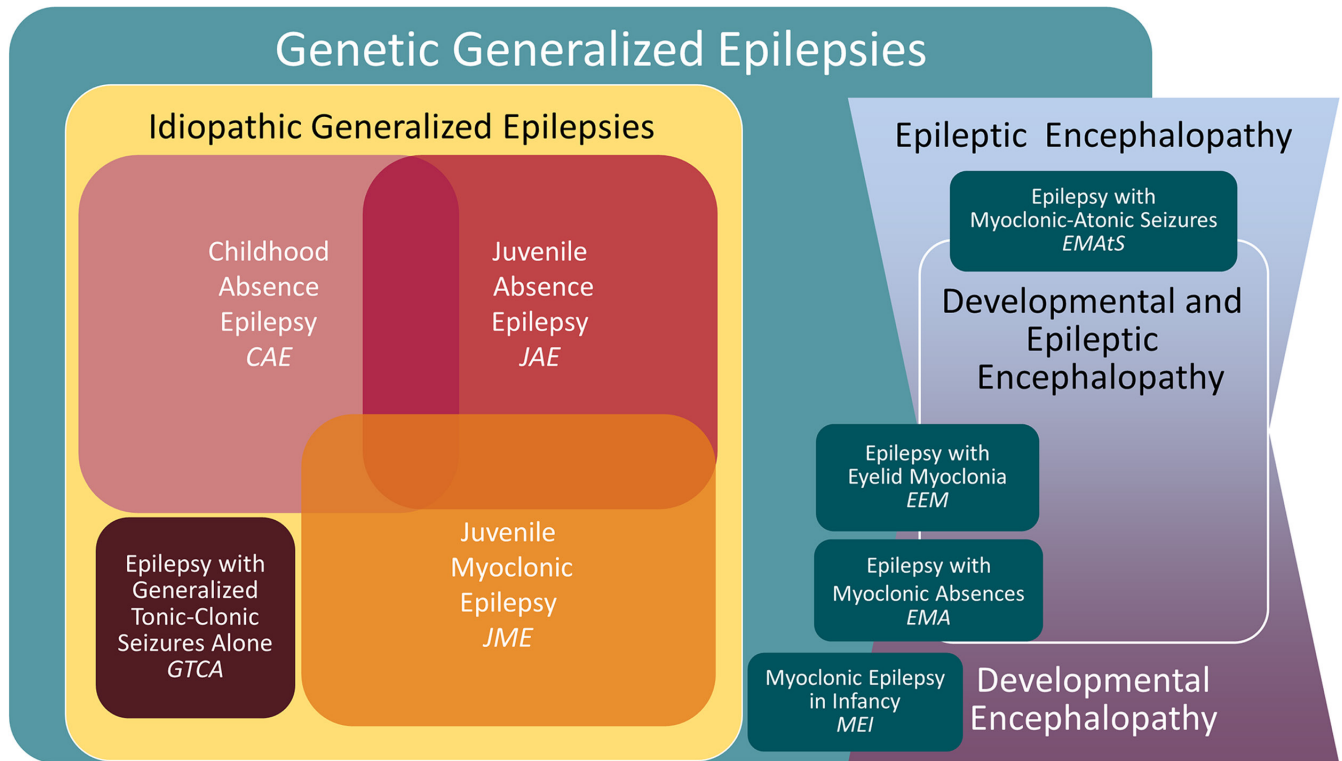 Genetic Generalized Epilepsies
Idiopathic Generalized Epilepsies
Childhood
Absence
Epilepsy
CAE
Juvenile
Absence
Epilepsy
JAE
Epilepsy with
Generalized
Tonic-Clonic
Seizures Alone
GTCA
Juvenile
Myoclonic
Epilepsy
JME
Epileptic Encephalopathy
Epilepsy with
Myoclonic-Atonic Seizures
EMAtS
Developmental and
Epileptic
Encephalopathy
Epilepsy with
Eyelid Myoclonia
EEM
Epilepsy with
Myoclonic Absences
EMA
Myoclonic Epilepsy
in Infancy
MEI
Developmental
Encephalopathy